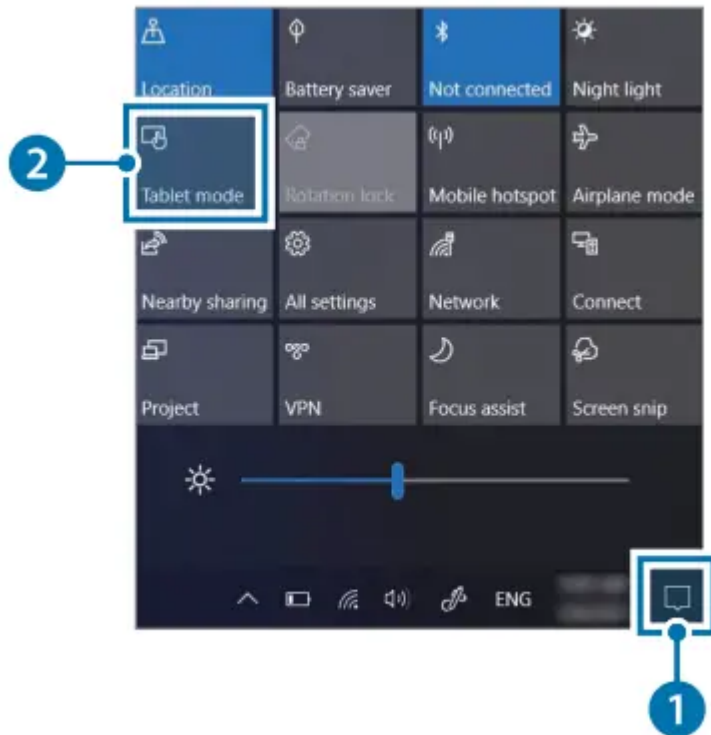 Location
Battery saver
Not connected
Night light
2
Tablet mode
Rotation lock
Mobile hotspot
Airplane mode
Nearby sharing
All settings
Network
Connect
Project
VPN
Focus assist
Screen snip
ENG
1